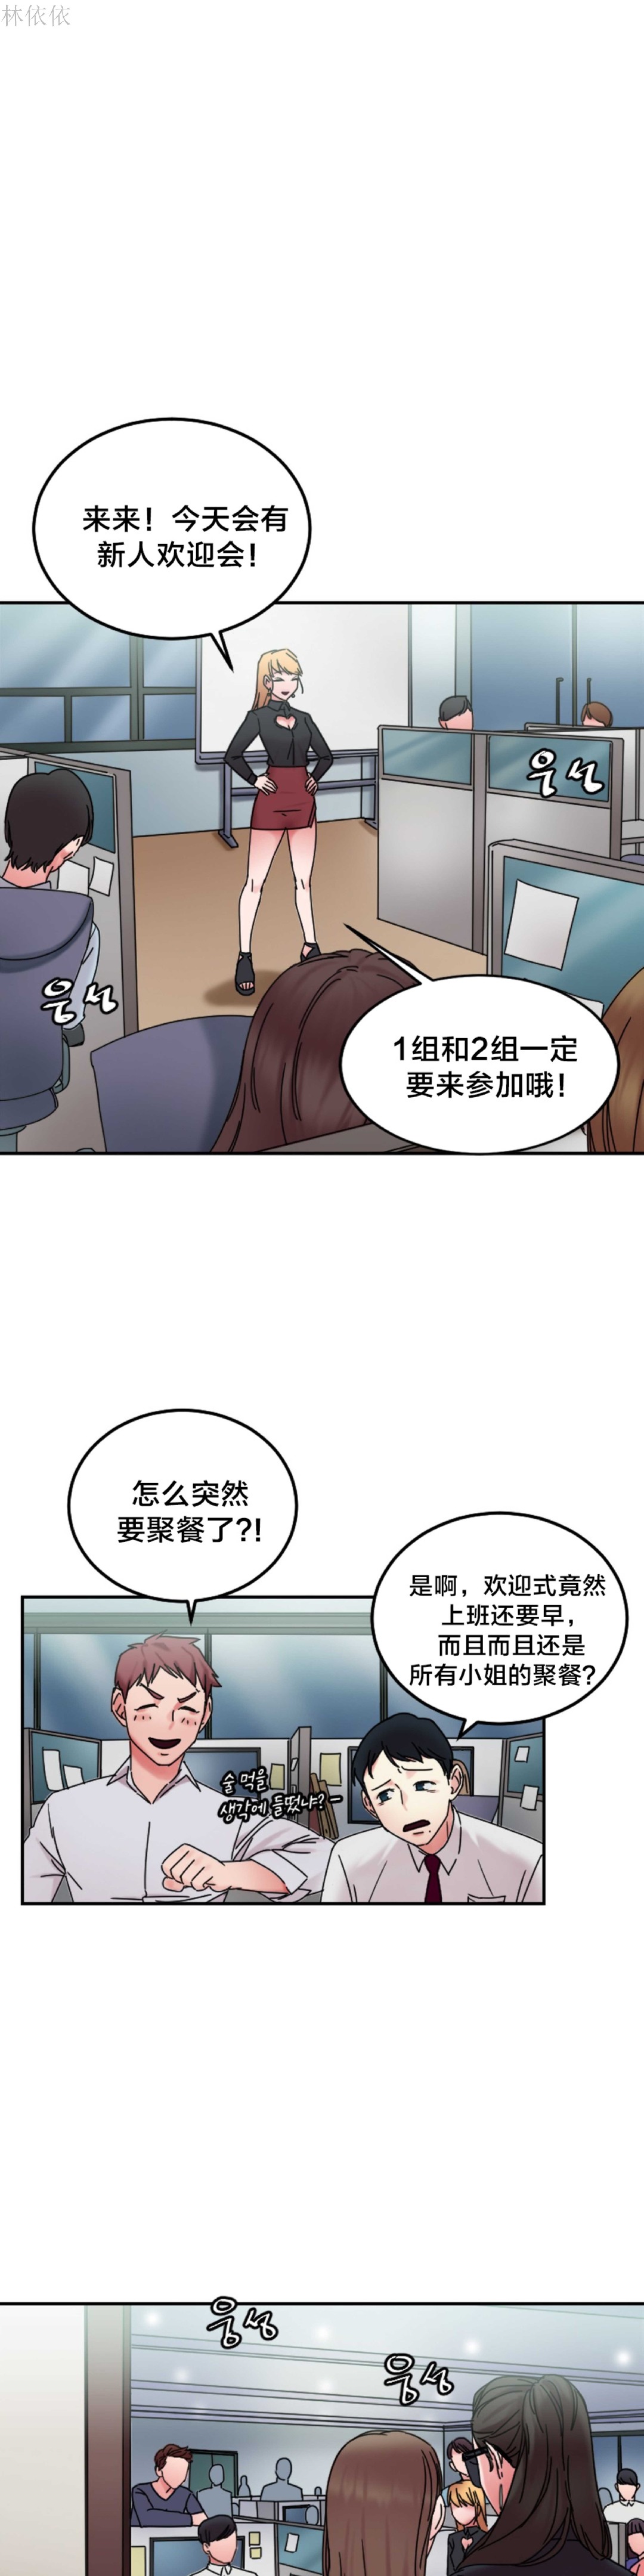 林依依
来来！今天会有
新人欢迎会！
웅성
웅성
1组和2组一定
要来参加哦！
怎么突然
要聚餐了?!
是啊，欢迎式竟然
上班还要早，
而且而且还是
所有小姐的聚餐？
술 먹을
생각에 들떴나? -
웅성
웅성